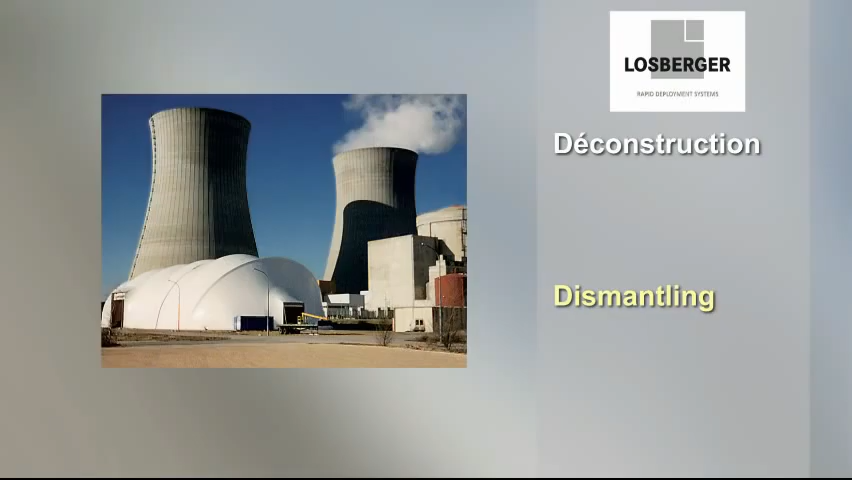 LOSBERGER
RAPID DEPLOYMENT SYSTEMS
Déconstruction
Dismantling